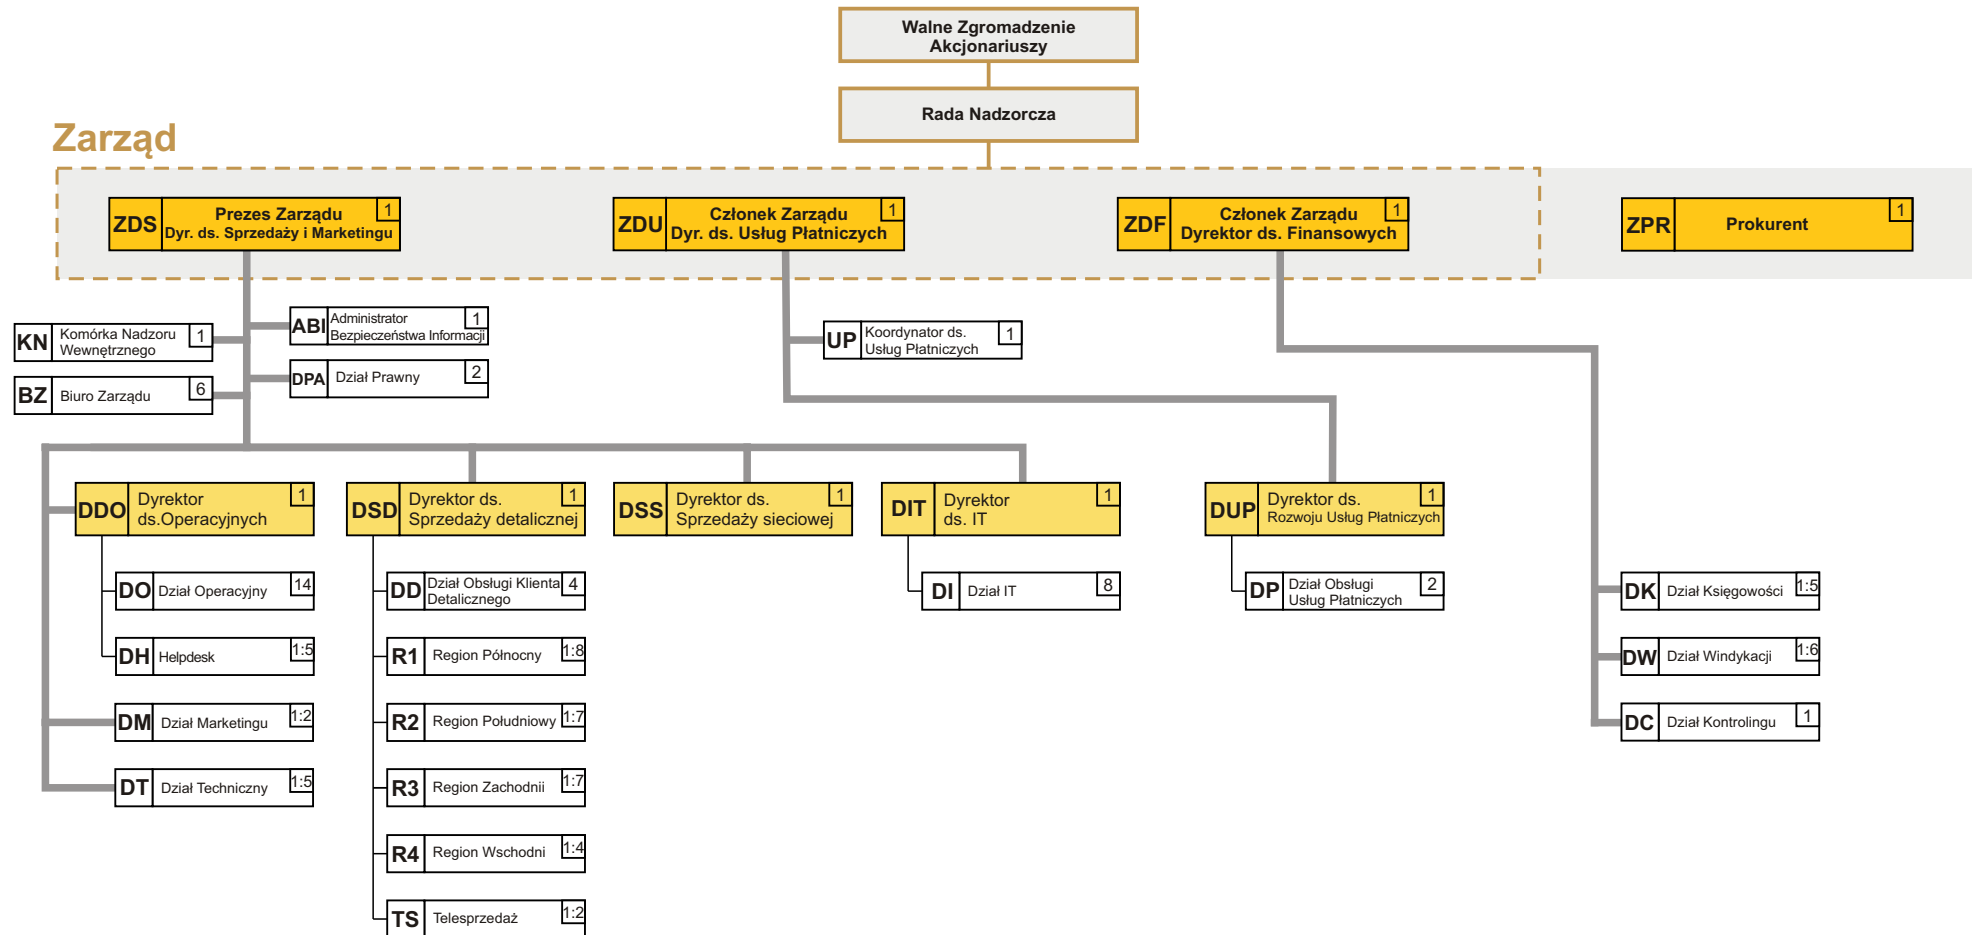 Walne Zgromadzenie
Akcjonariuszy
Rada Nadzorcza
Zarząd
ZDS
Prezes Zarządu
Dyr. ds. Sprzedaży i Marketingu
1
ZDU
Członek Zarządu
Dyr. ds. Usług Płatniczych
1
ZDF
Członek Zarządu
Dyrektor ds. Finansowych
1
ZPR
Prokurent
1
KN
Komórka Nadzoru
Wewnętrznego
1
ABI
Administrator
Bezpieczeństwa Informacji
1
BZ
Biuro Zarządu
6
DPA
Dział Prawny
2
UP
Koordynator ds.
Usług Płatniczych
1
DDO
Dyrektor
ds.Operacyjnych
1
DSD
Dyrektor ds.
Sprzedaży detalicznej
1
DSS
Dyrektor ds.
Sprzedaży sieciowej
1
DIT
Dyrektor
ds. IT
1
DUP
Dyrektor ds.
Rozwoju Usług Płatniczych
1
DO
Dział Operacyjny
14
DH
Helpdesk
1:5
DM
Dział Marketingu
1:2
DT
Dział Techniczny
1:5
DD
Dział Obsługi Klienta
Detalicznego
4
R1
Region Północny
1:8
R2
Region Południowy
1:7
R3
Region Zachodnii
1:7
R4
Region Wschodni
1:4
TS
Telesprzedaż
1:2
DI
Dział IT
8
DP
Dział Obsługi
Usług Płatniczych
2
DK
Dział Księgowości
1:5
DW
Dział Windykacji
1:6
DC
Dział Kontrolingu
1